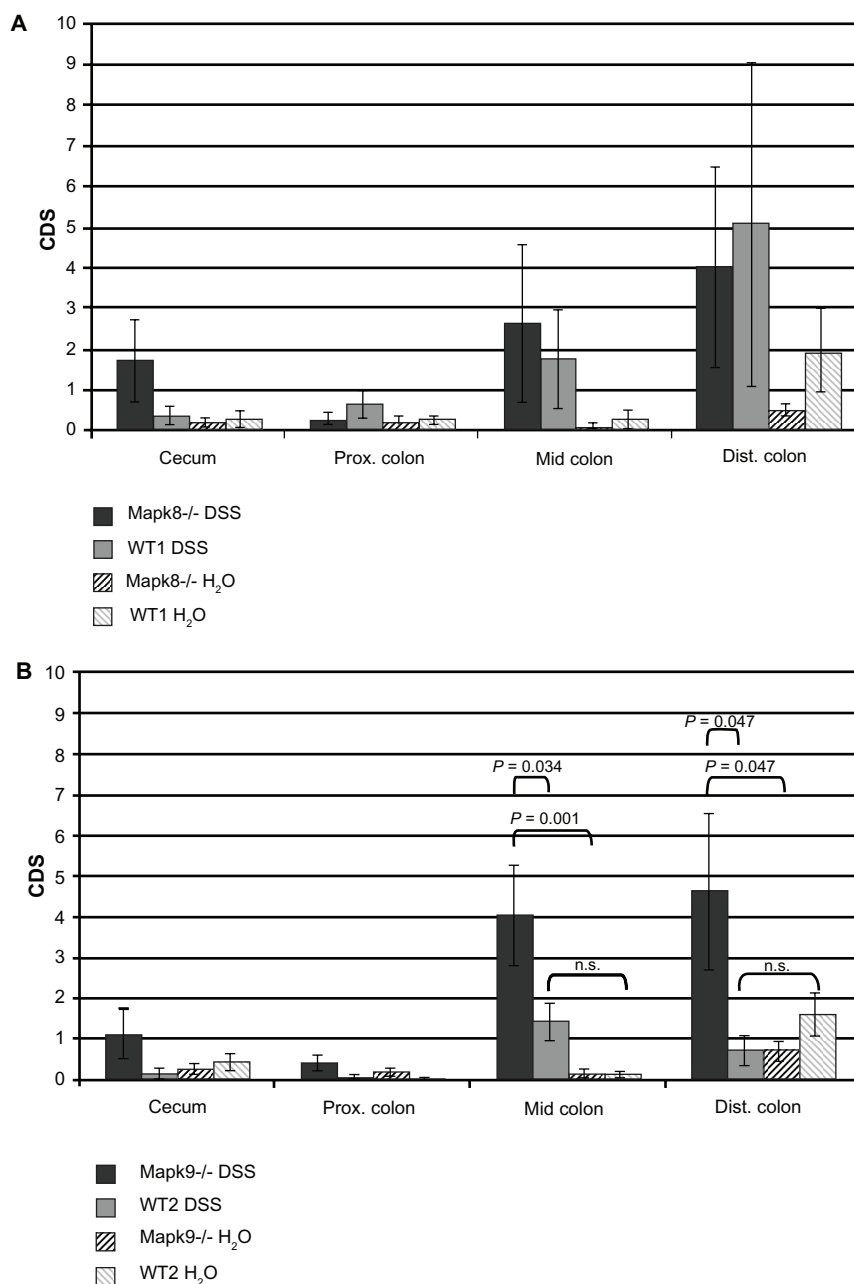 A
10
9
8
7
6
5
4
3
2
1
0
CDS
Cecum Prox. colon Mid colon Dist. colon
Mapk8-/- DSS
WT1 DSS
Mapk8-/- H₂O
WT1 H₂O
B
10
9
8
7
6
5
4
3
2
1
0
CDS
P = 0.047
P = 0.034 P = 0.047
P = 0.001
n.s. n.s.
Cecum Prox. colon Mid colon Dist. colon
Mapk9-/- DSS
WT2 DSS
Mapk9-/- H₂O
WT2 H₂O